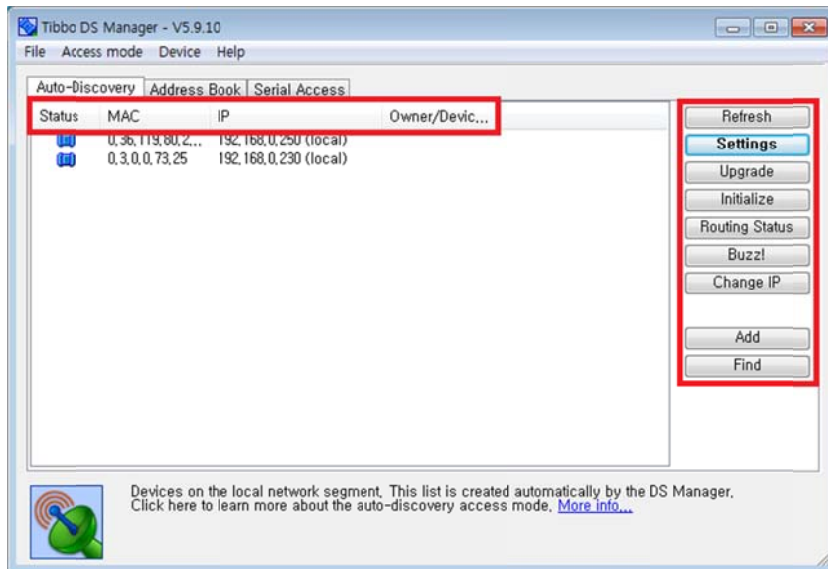 Tibbo DS Manager - V5.9.10
File Access mode Device Help
Auto-Discovery Address Book Serial Access
Status MAC IP Owner/Devic...
0,36,119,80,2... 192,168,0,250 (local)
0,3,0,0,73,25 192,168,0,230 (local)
Refresh
Settings
Upgrade
Initialize
Routing Status
Buzz!
Change IP
Add
Find
Devices on the local network segment, This list is created automatically by the DS Manager,
Click here to learn more about the auto-discovery access mode, More info...